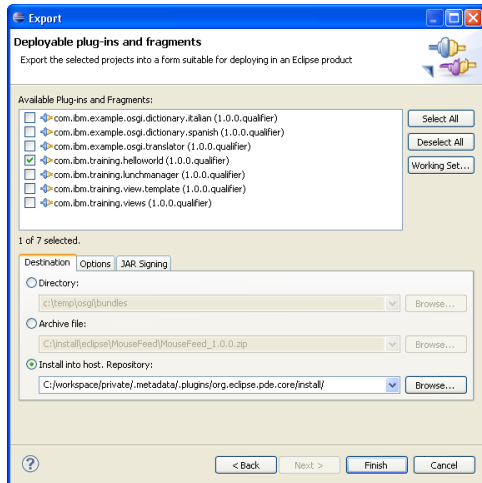 Export
Deployable plug-ins and fragments
Export the selected projects into a form suitable for deploying in an Eclipse product
Available Plug-ins and Fragments:
com.ibm.example.osgi.dictionary.italian (1.0.0.qualifier)
com.ibm.example.osgi.dictionary.spanish (1.0.0.qualifier)
com.ibm.example.osgi.translator (1.0.0.qualifier)
com.ibm.training.helloworld (1.0.0.qualifier)
com.ibm.training.lunchmanager (1.0.0.qualifier)
com.ibm.training.view.template (1.0.0.qualifier)
com.ibm.training.views (1.0.0.qualifier)
Select All
Deselect All
Working Set...
1 of 7 selected.
Destination Options JAR Signing
Directory:
c:\temp\osgi\bundles Browse...
Archive file:
C:\install\eclipse\MouseFeed\MouseFeed_1.0.0.zip Browse...
Install into host. Repository:
C:/workspace/private/.metadata/.plugins/org.eclipse.pde.core/install/ Browse...
? < Back Next > Finish Cancel